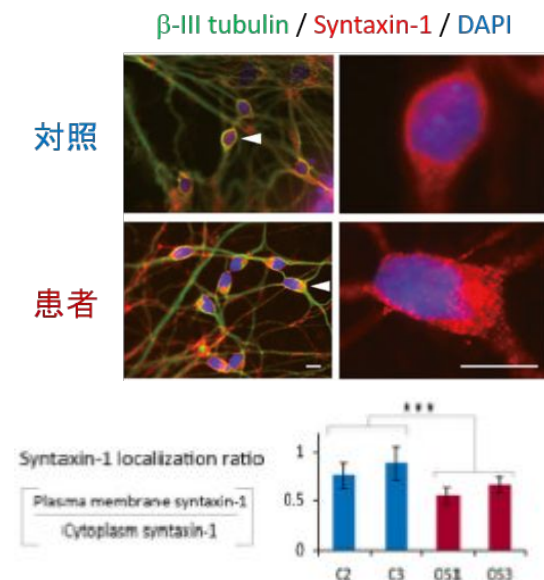 β-III tubulin / Syntaxin-1 / DAPI
対照
患者
***
Syntaxin-1 localization ratio
Plasma membrane syntaxin-1
Cytoplasm syntaxin-1
1
0.5
0
C2 C3 OS1 OS3